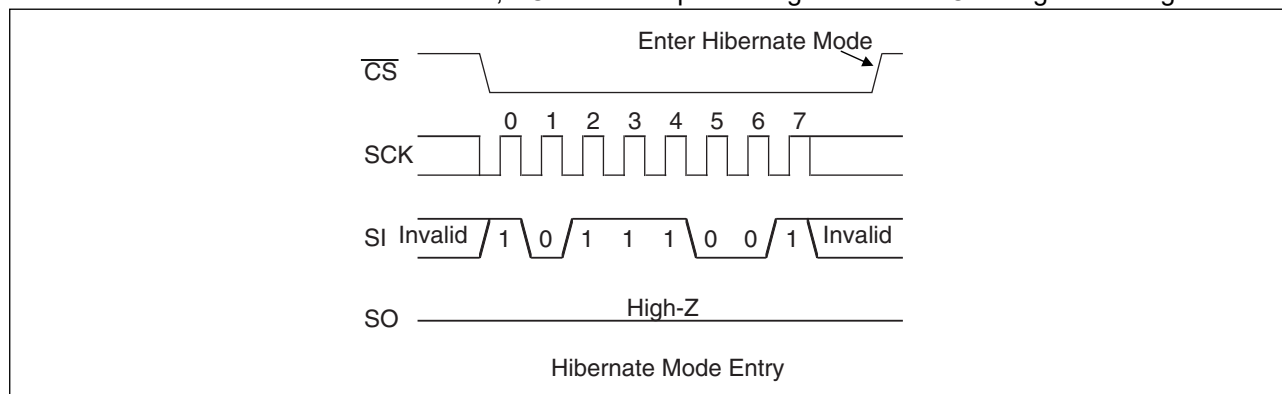 Enter Hibernate Mode
CS
0 1 2 3 4 5 6 7
SCK
SI Invalid 1 0 1 1 1 0 0 1 Invalid
High-Z
SO
Hibernate Mode Entry